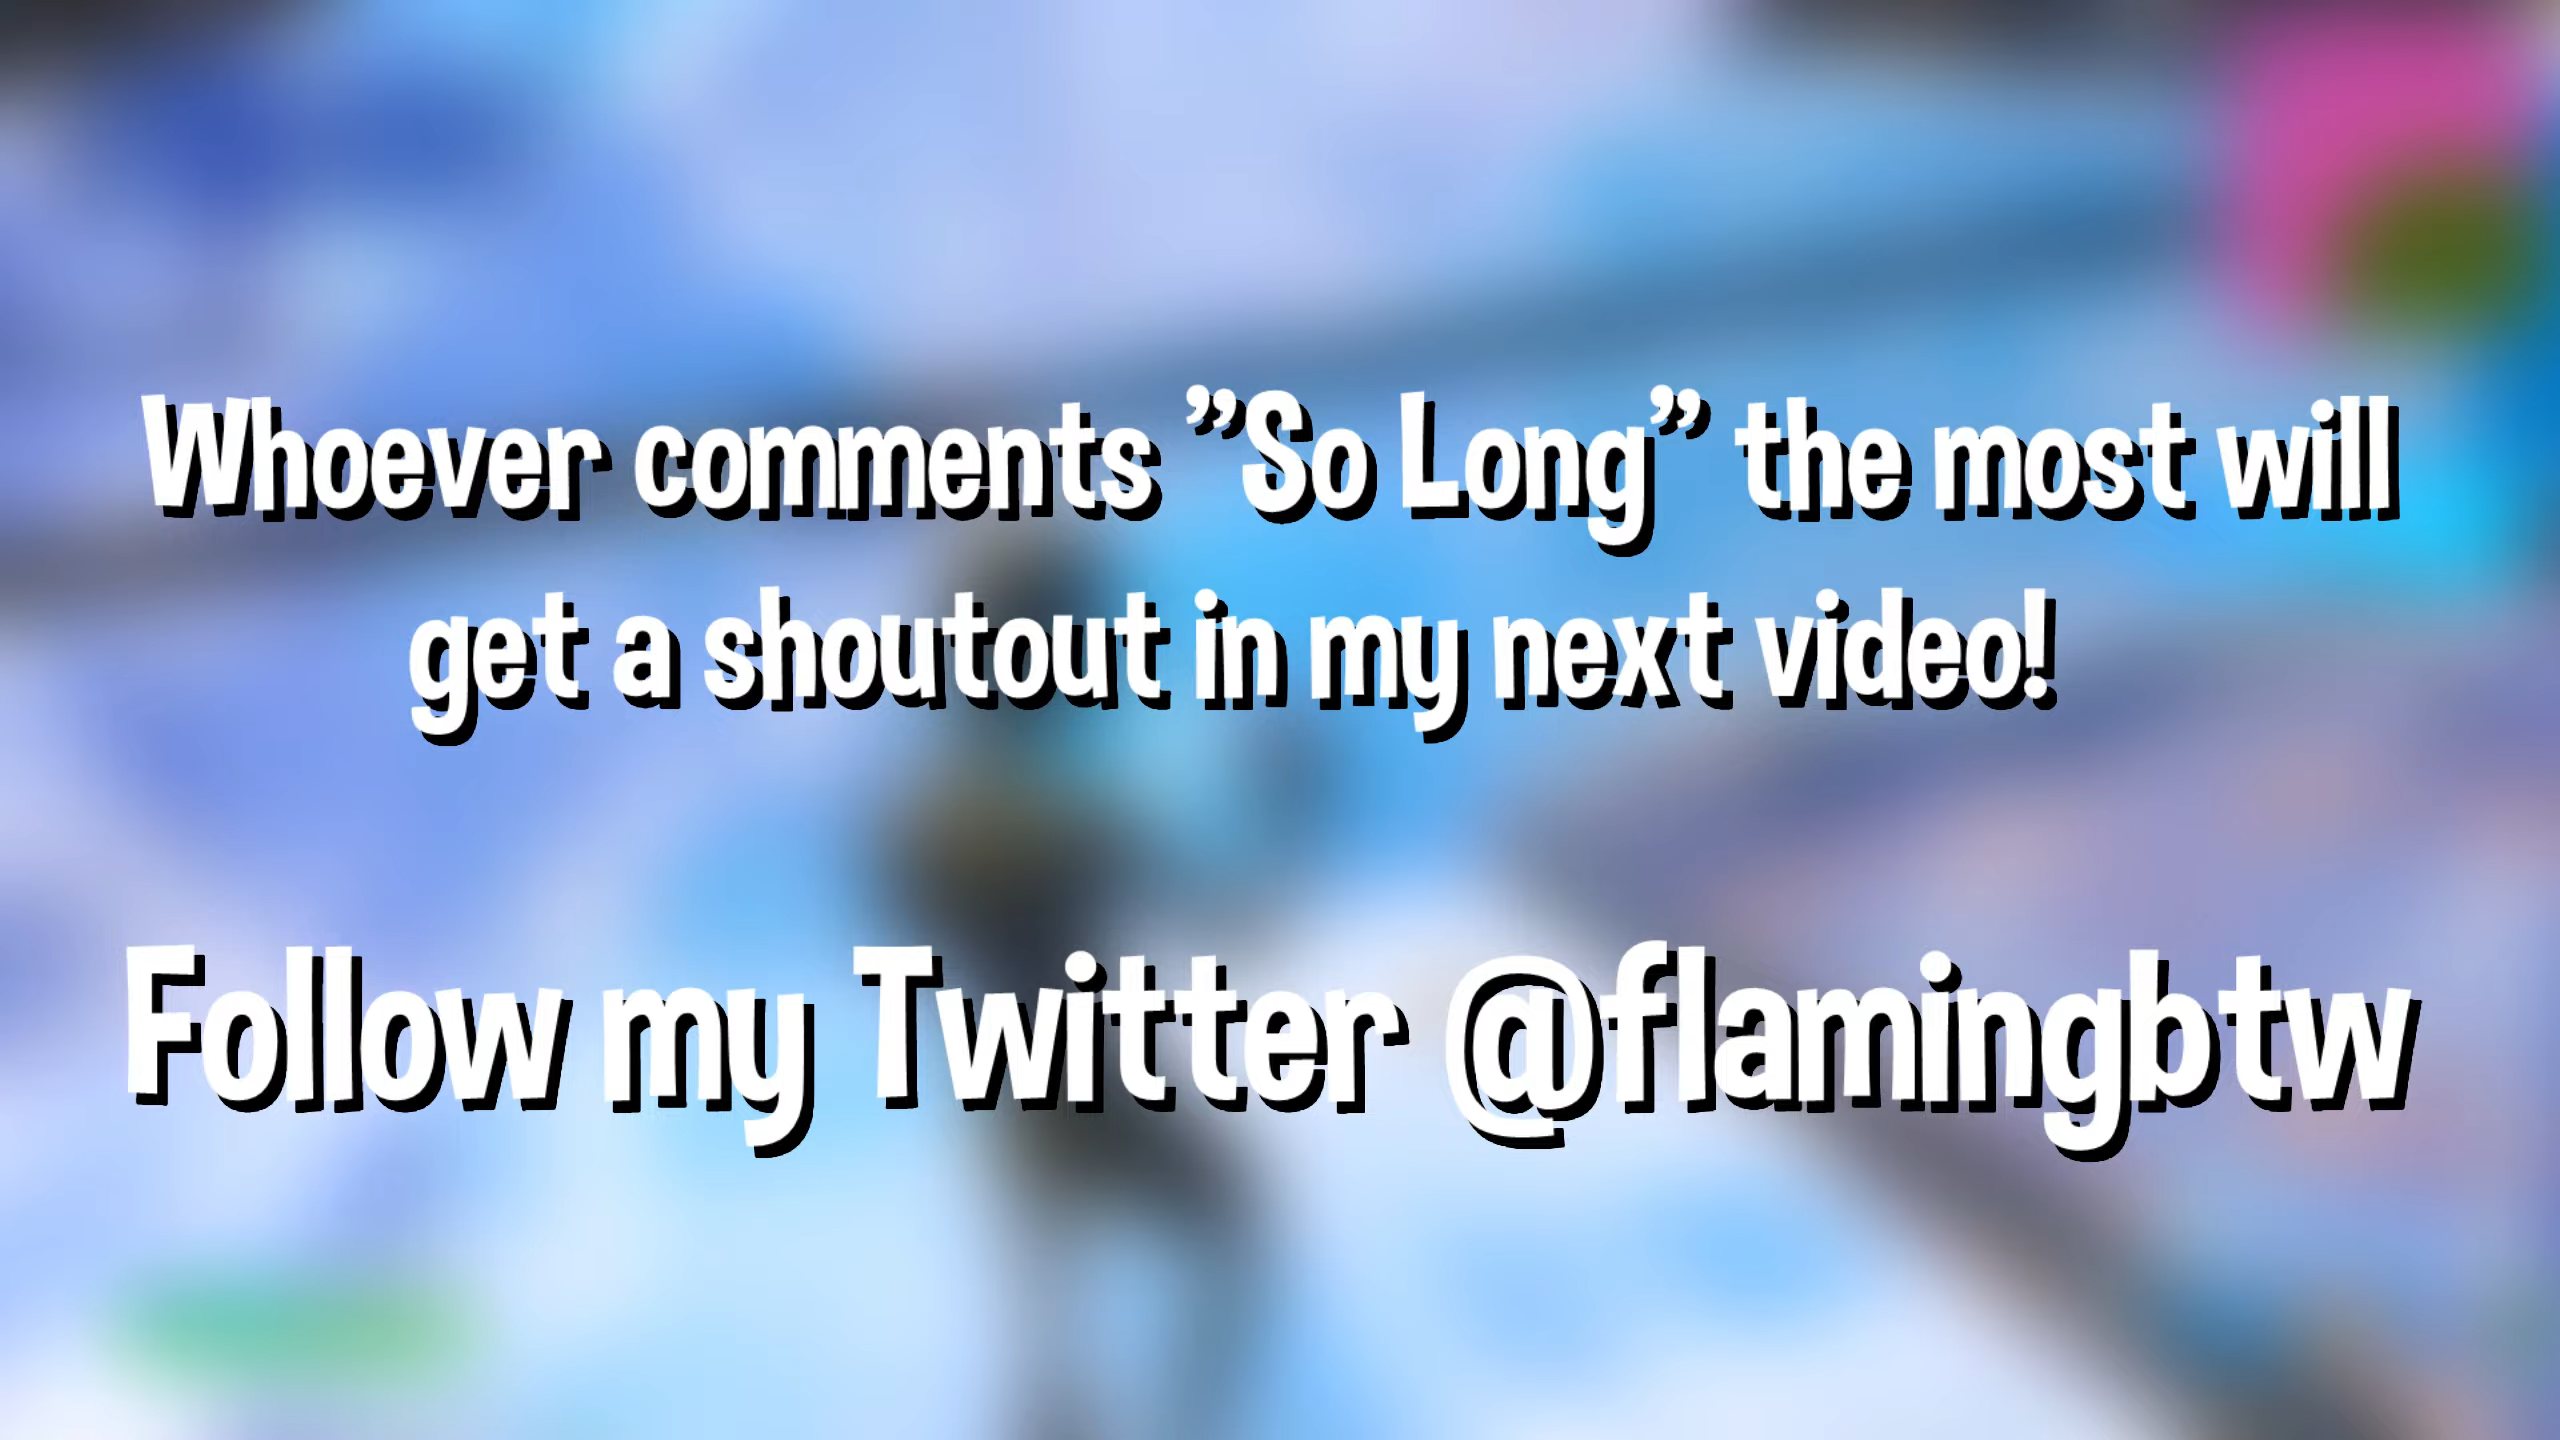 Whoever comments ”So Long” the most will
get a shoutout in my next video!
Follow my Twitter @flamingbtw